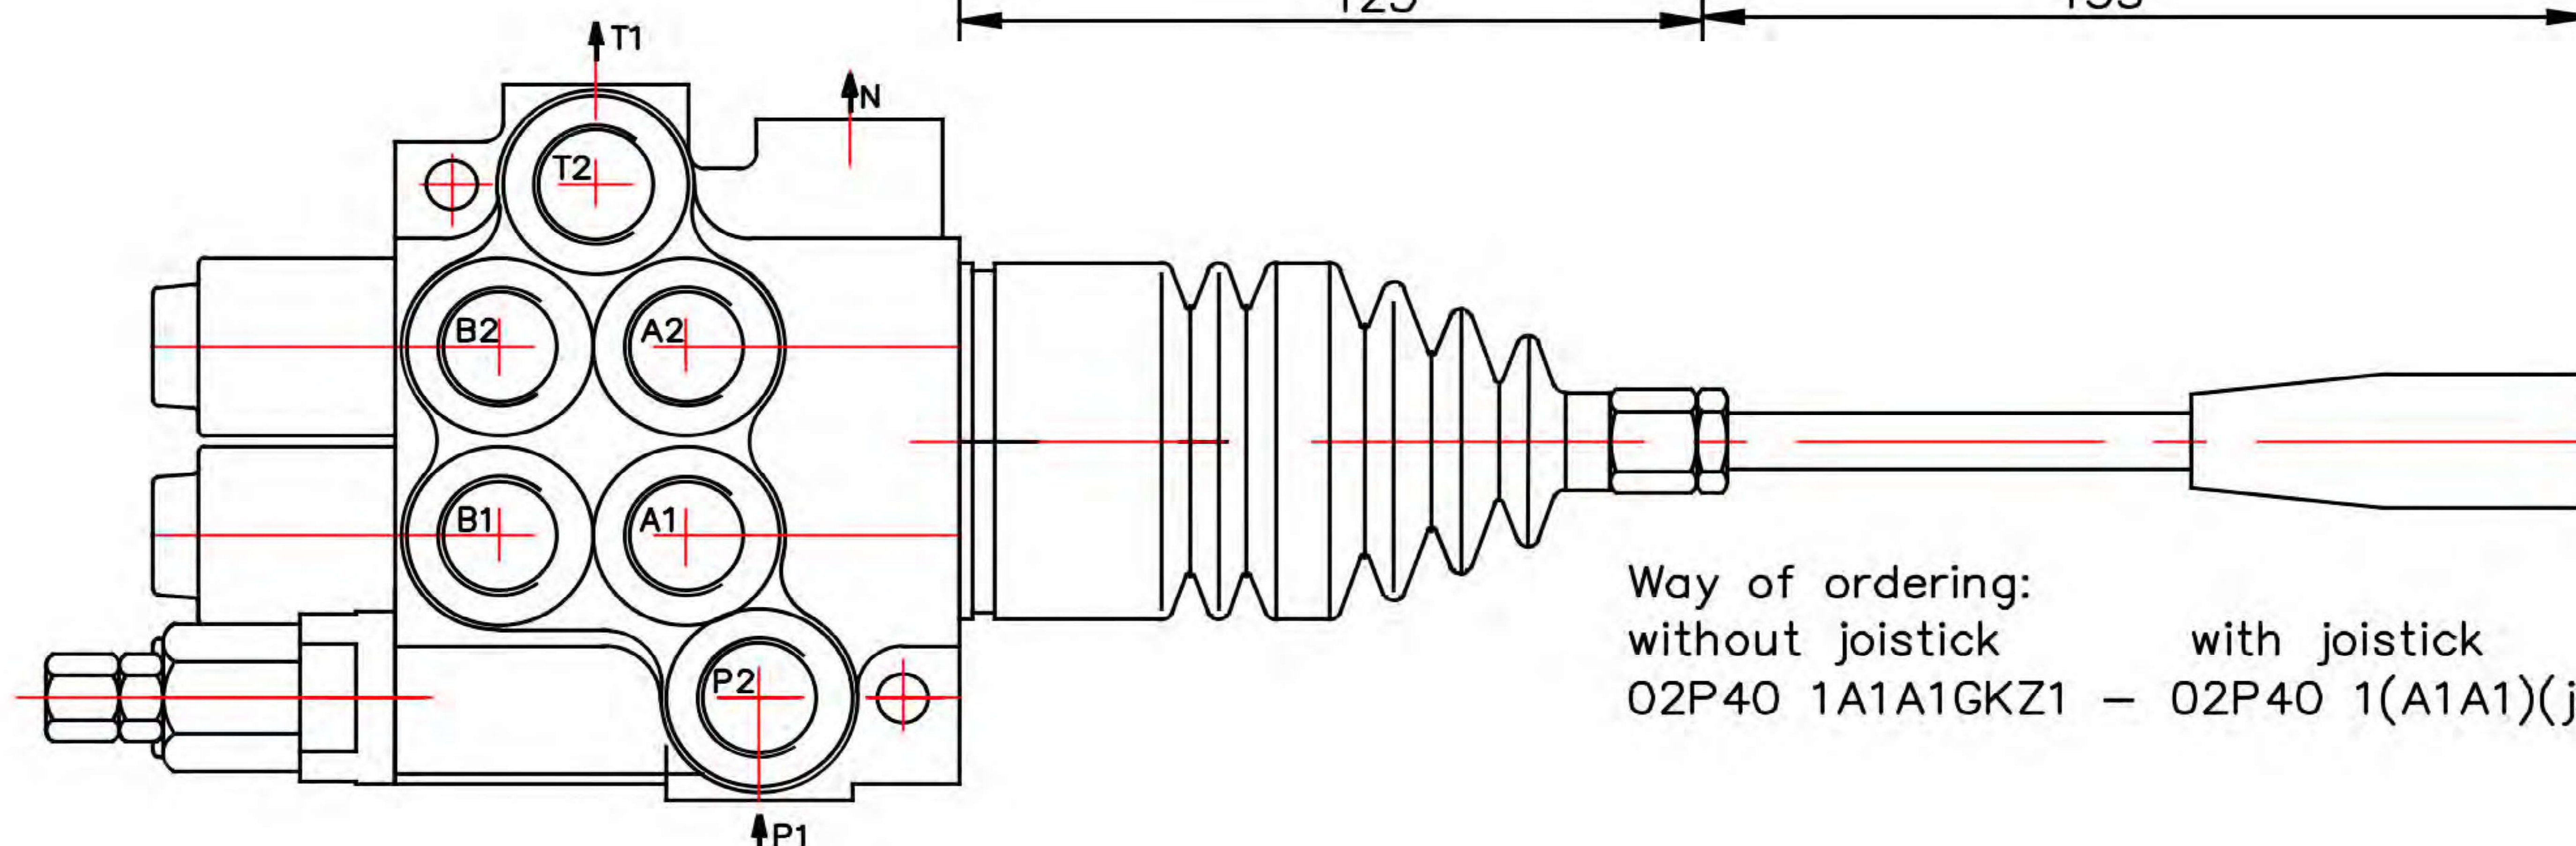 T1
N
T2
B2 A2
B1 A1
P2
P1
Way of ordering:
without joistick with joistick
02P40 1A1A1GKZ1 – 02P40 1(A1A1)(j